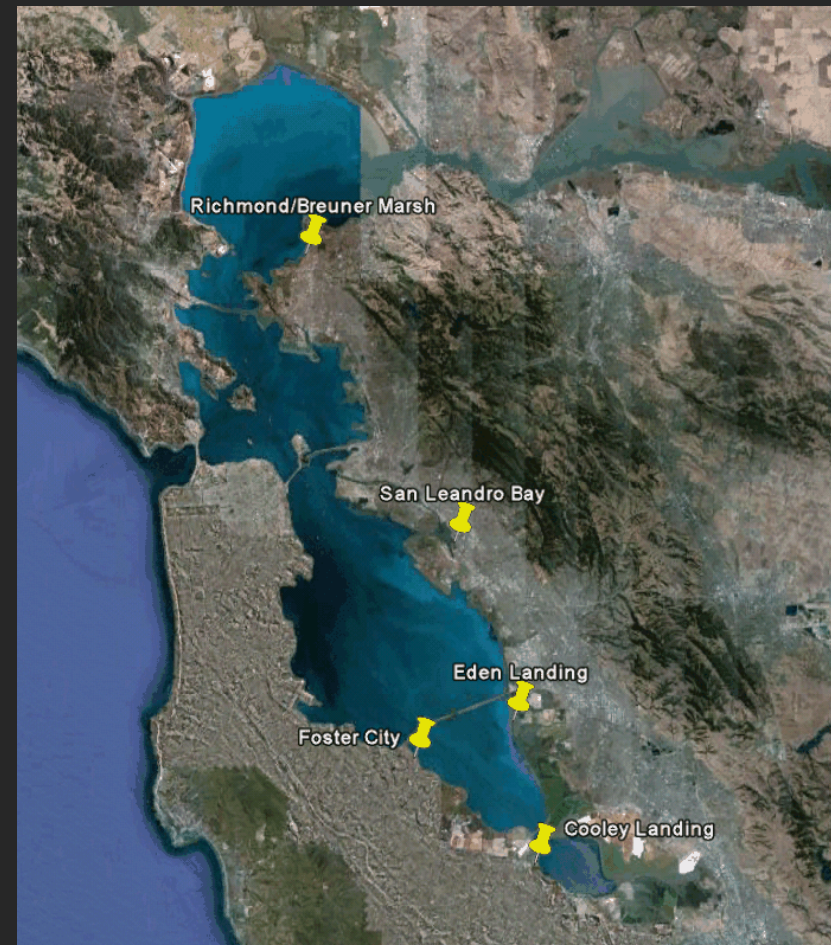 Richmond/Breuner Marsh
San Leandro Bay
Eden Landing
Foster City
Cooley Landing